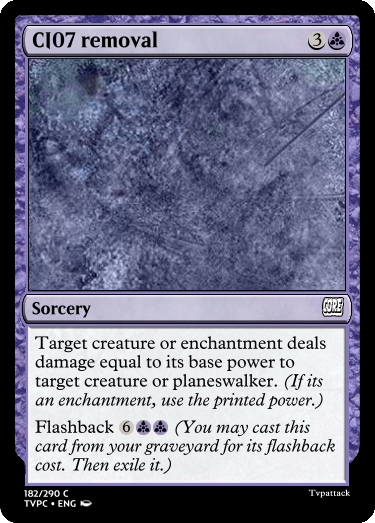 CI07 removal
3
Sorcery
CORE
Target creature or enchantment deals
damage equal to its base power to
target creature or planeswalker. (If its
an enchantment, use the printed power.)
Flashback 6 (You may cast this
card from your graveyard for its flashback
cost. Then exile it.)
182/290 C
TVPC • ENG
Tvpattack